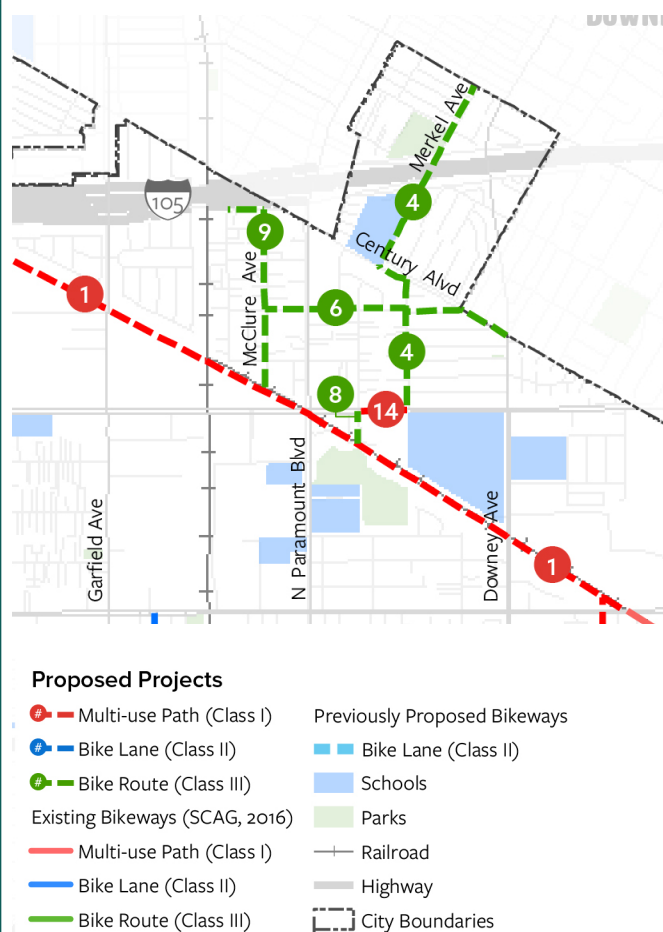 DOWNE
Merkel Ave
105
4
9
Century Alvd
1
McClure Ave
6
4
8
14
N Paramount Blvd
Garfield Ave
Downey Ave
1
Proposed Projects
# Multi-use Path (Class I)
# Bike Lane (Class II)
# Bike Route (Class III)
Existing Bikeways (SCAG, 2016)
Multi-use Path (Class I)
Bike Lane (Class II)
Bike Route (Class III)
Previously Proposed Bikeways
Bike Lane (Class II)
Schools
Parks
Railroad
Highway
City Boundaries